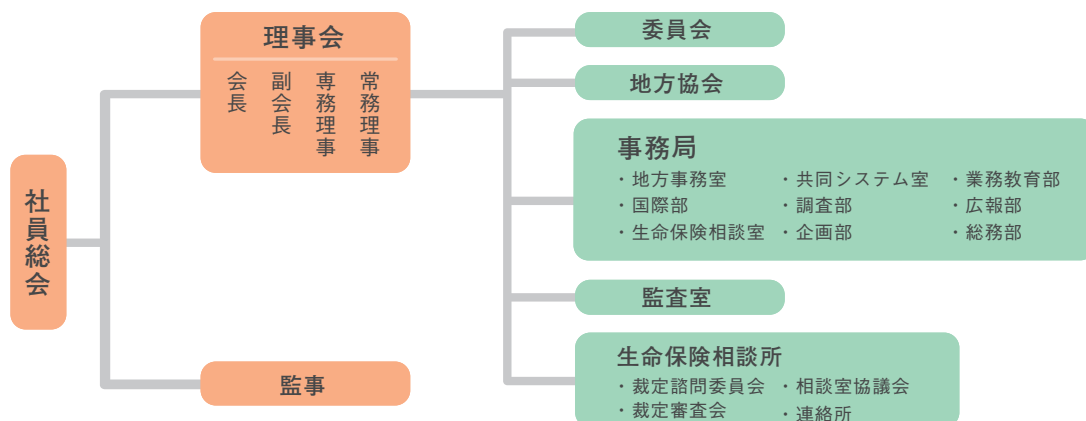 社員総会
理事会
会長
副会長
専務理事
常務理事
監事
委員会
地方協会
事務局
・地方事務室
・国際部
・生命保険相談室
・共同システム室
・調査部
・企画部
・業務教育部
・広報部
・総務部
監査室
生命保険相談所
・裁定諮問委員会
・裁定審査会
・相談室協議会
・連絡所